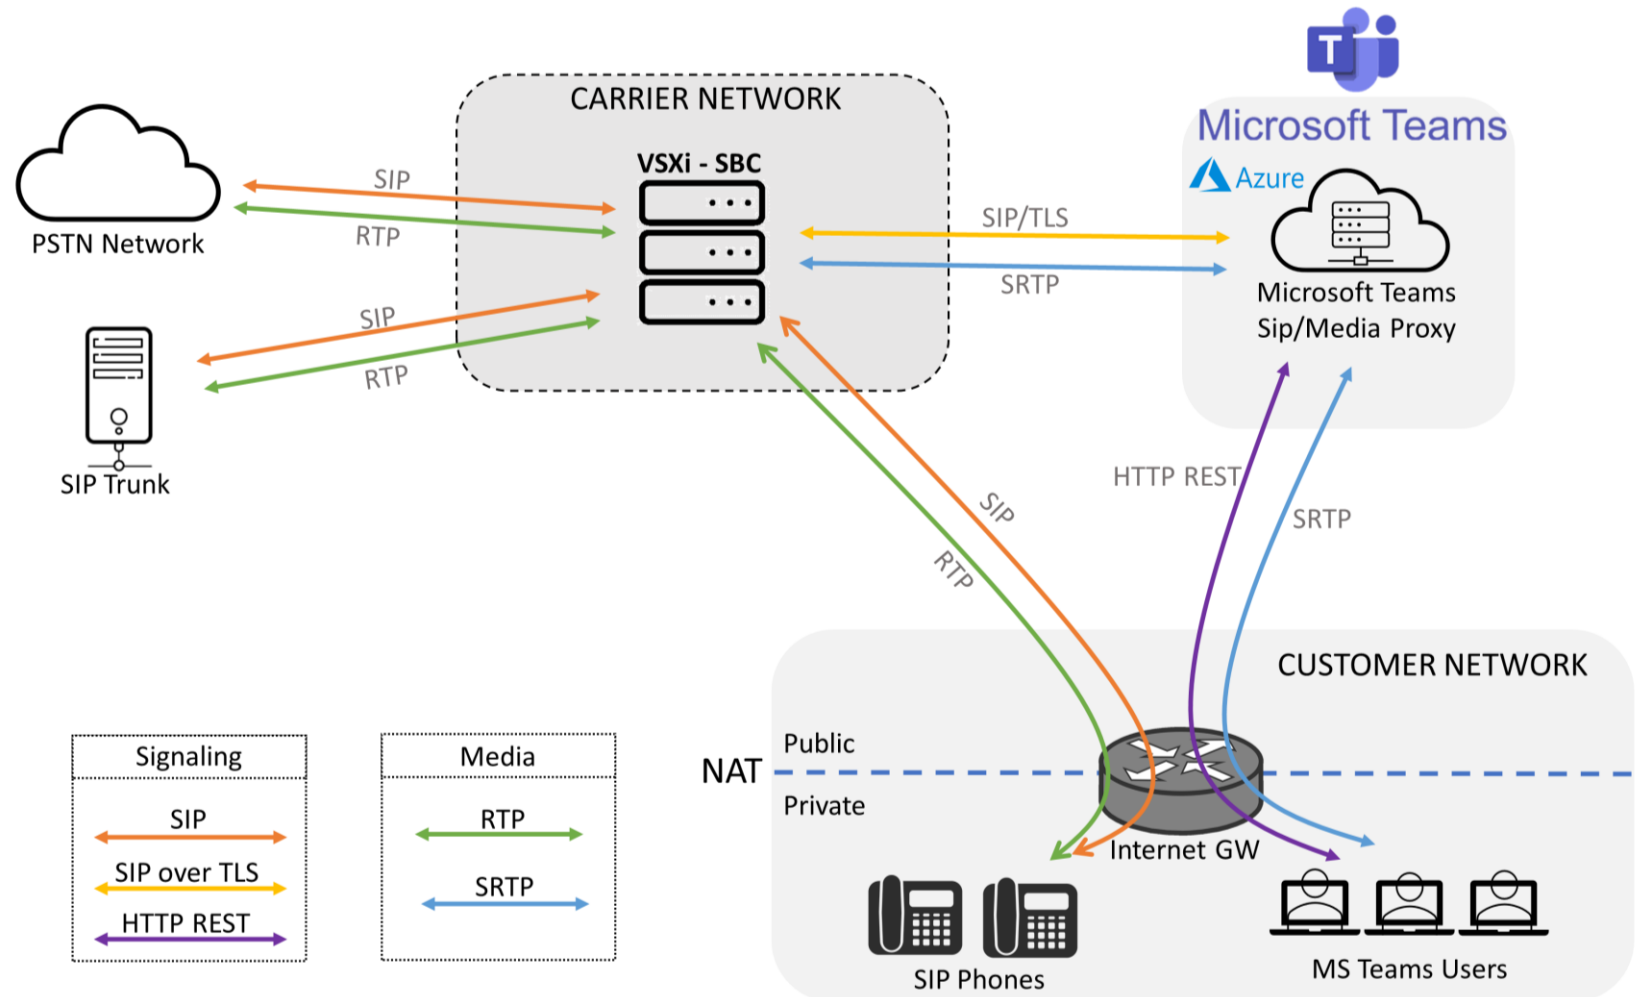 T
Microsoft Teams
Azure
CARRIER NETWORK
VSXi - SBC
SIP
RTP
PSTN Network
SIP/TLS
SRTP
Microsoft Teams
Sip/Media Proxy
SIP
RTP
SIP Trunk
HTTP REST
SRTP
SIP
RTP
CUSTOMER NETWORK
Public
NAT
Private
Internet GW
SIP Phones
MS Teams Users
Signaling
SIP
SIP over TLS
HTTP REST
Media
RTP
SRTP